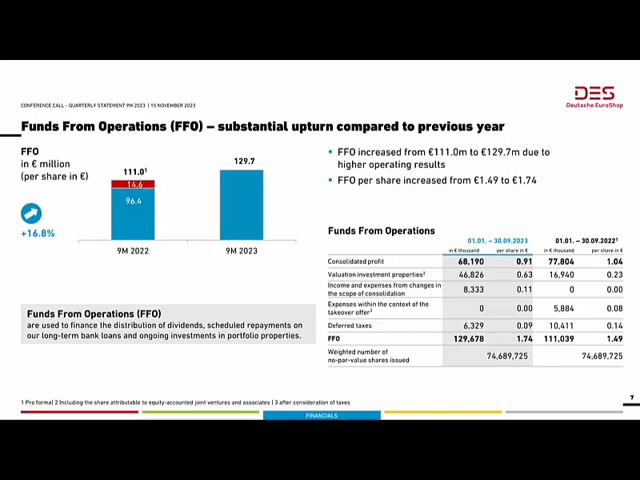 CONFERENCE CALL - QUARTERLY STATEMENT 9M 2023 | 15 NOVEMBER 2023
DES
Deutsche EuroShop
Funds From Operations (FFO) – substantial upturn compared to previous year
FFO
in € million
(per share in €)
+16.8%
111.0¹
14.6
96.4
129.7
9M 2022
9M 2023
FFO increased from €111.0m to €129.7m due to
higher operating results
FFO per share increased from €1.49 to €1.74
Funds From Operations (FFO)
are used to finance the distribution of dividends, scheduled repayments on
our long-term bank loans and ongoing investments in portfolio properties.
Funds From Operations
01.01. – 30.09.2023 01.01. – 30.09.2022¹
in € thousand per share in € in € thousand per share in €
Consolidated profit 68,190 0.91 77,804 1.04
Valuation investment properties² 46,826 0.63 16,940 0.23
Income and expenses from changes in
the scope of consolidation 8,333 0.11 0 0.00
Expenses within the context of the
takeover offer³ 0 0.00 5,884 0.08
Deferred taxes 6,329 0.09 10,411 0.14
FFO 129,678 1.74 111,039 1.49
Weighted number of
no-par-value shares issued 74,689,725 74,689,725
1 Pro forma| 2 Including the share attributable to equity-accounted joint ventures and associates | 3 after consideration of taxes
7
FINANCIALS